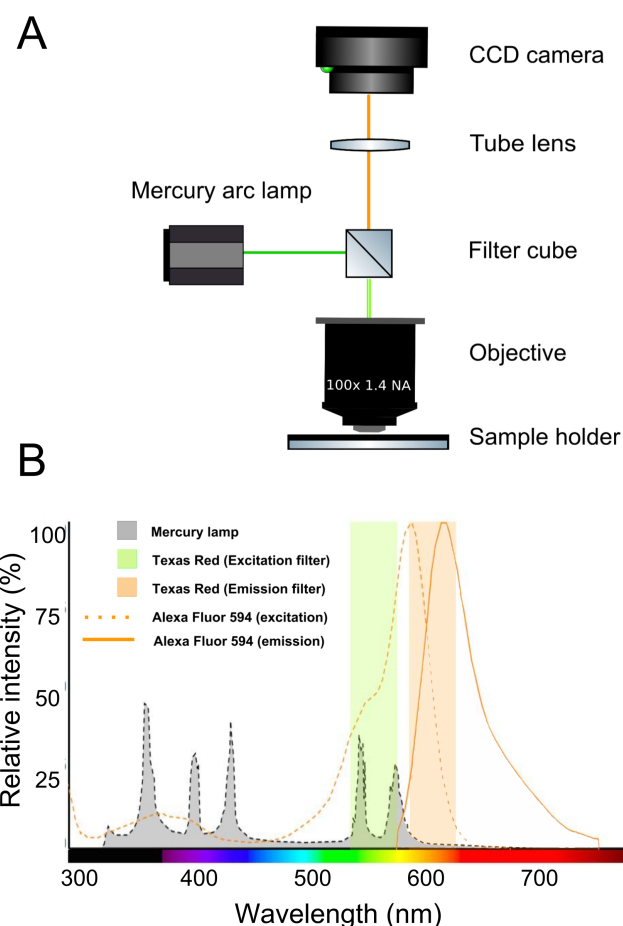 A
CCD camera
Tube lens
Mercury arc lamp
Filter cube
Objective
100x 1.4 NA
Sample holder
B
Relative intensity (%)
100
75
50
25
Mercury lamp
Texas Red (Excitation filter)
Texas Red (Emission filter)
Alexa Fluor 594 (excitation)
Alexa Fluor 594 (emission)
300 400 500 600 700
Wavelength (nm)